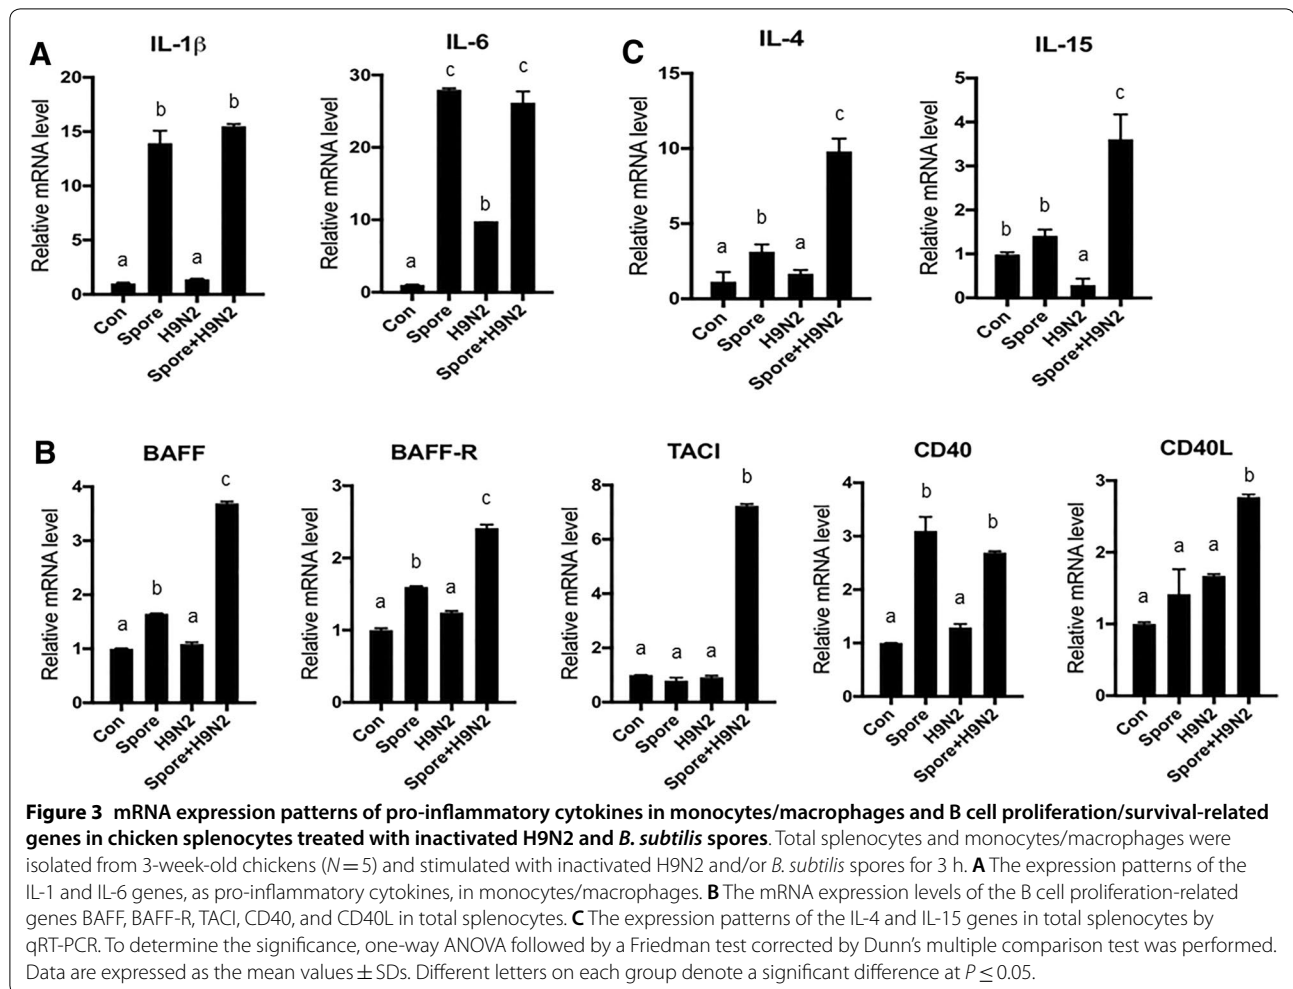 A
IL-1β
Relative mRNA level
20
15
10
5
0
a
b
a
b
Con
Spore
H9N2
Spore+H9N2
IL-6
Relative mRNA level
30
20
10
0
a
c
b
c
Con
Spore
H9N2
Spore+H9N2
C
IL-4
Relative mRNA level
15
10
5
0
a
b
a
c
Con
Spore
H9N2
Spore+H9N2
IL-15
Relative mRNA level
5
4
3
2
1
0
b
b
a
c
Con
Spore
H9N2
Spore+H9N2
B
BAFF
Relative mRNA level
4
3
2
1
0
a
b
a
c
Con
Spore
H9N2
Spore+H9N2
BAFF-R
Relative mRNA level
3
2
1
0
a
b
a
c
Con
Spore
H9N2
Spore+H9N2
TACI
Relative mRNA level
8
6
4
2
0
a
a
a
b
Con
Spore
H9N2
Spore+H9N2
CD40
Relative mRNA level
4
3
2
1
0
a
b
a
b
Con
Spore
H9N2
Spore+H9N2
CD40L
Relative mRNA level
3
2
1
0
a
a
a
b
Con
Spore
H9N2
Spore+H9N2
Figure 3 mRNA expression patterns of pro-inflammatory cytokines in monocytes/macrophages and B cell proliferation/survival-related
genes in chicken splenocytes treated with inactivated H9N2 and B. subtilis spores. Total splenocytes and monocytes/macrophages were
isolated from 3-week-old chickens (N = 5) and stimulated with inactivated H9N2 and/or B. subtilis spores for 3 h. A The expression patterns of the
IL-1 and IL-6 genes, as pro-inflammatory cytokines, in monocytes/macrophages. B The mRNA expression levels of the B cell proliferation-related
genes BAFF, BAFF-R, TACI, CD40, and CD40L in total splenocytes. C The expression patterns of the IL-4 and IL-15 genes in total splenocytes by
qRT-PCR. To determine the significance, one-way ANOVA followed by a Friedman test corrected by Dunn's multiple comparison test was performed.
Data are expressed as the mean values ± SDs. Different letters on each group denote a significant difference at P ≤ 0.05.